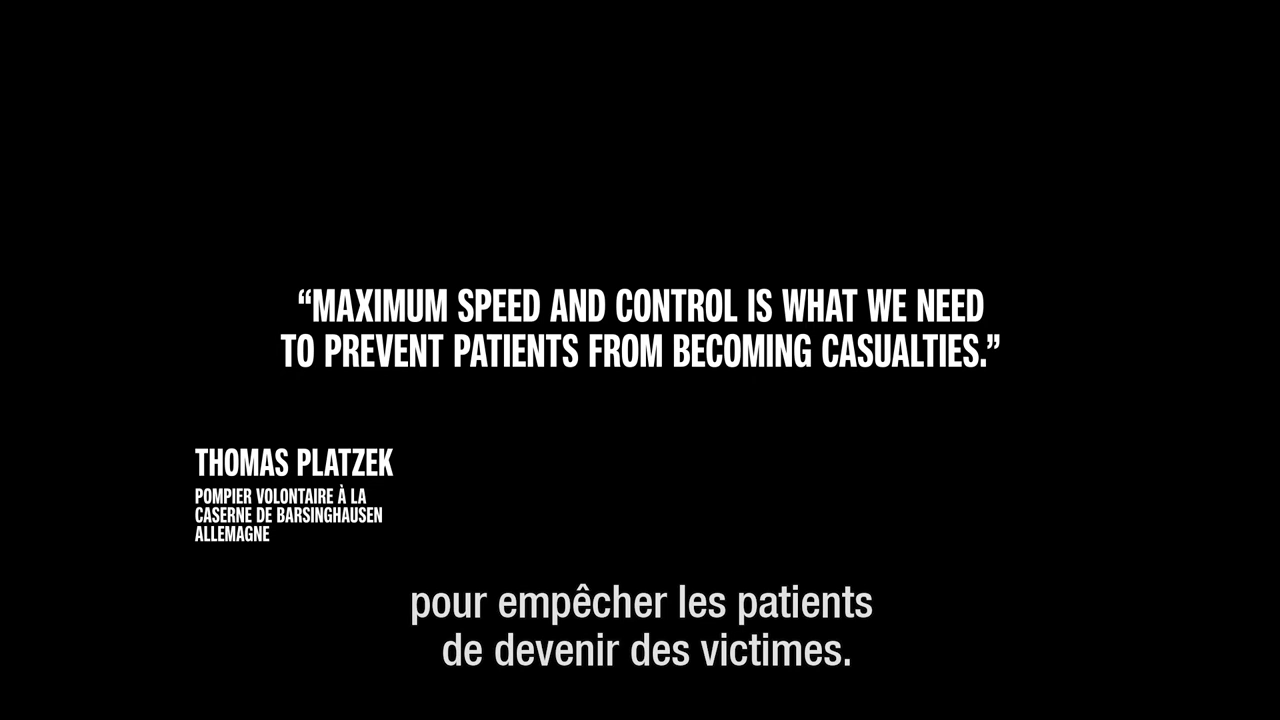 “MAXIMUM SPEED AND CONTROL IS WHAT WE NEED
TO PREVENT PATIENTS FROM BECOMING CASUALTIES.”
THOMAS PLATZEK
POMPIER VOLONTAIRE À LA
CASERNE DE BARSINGHAUSEN
ALLEMAGNE
pour empêcher les patients
de devenir des victimes.